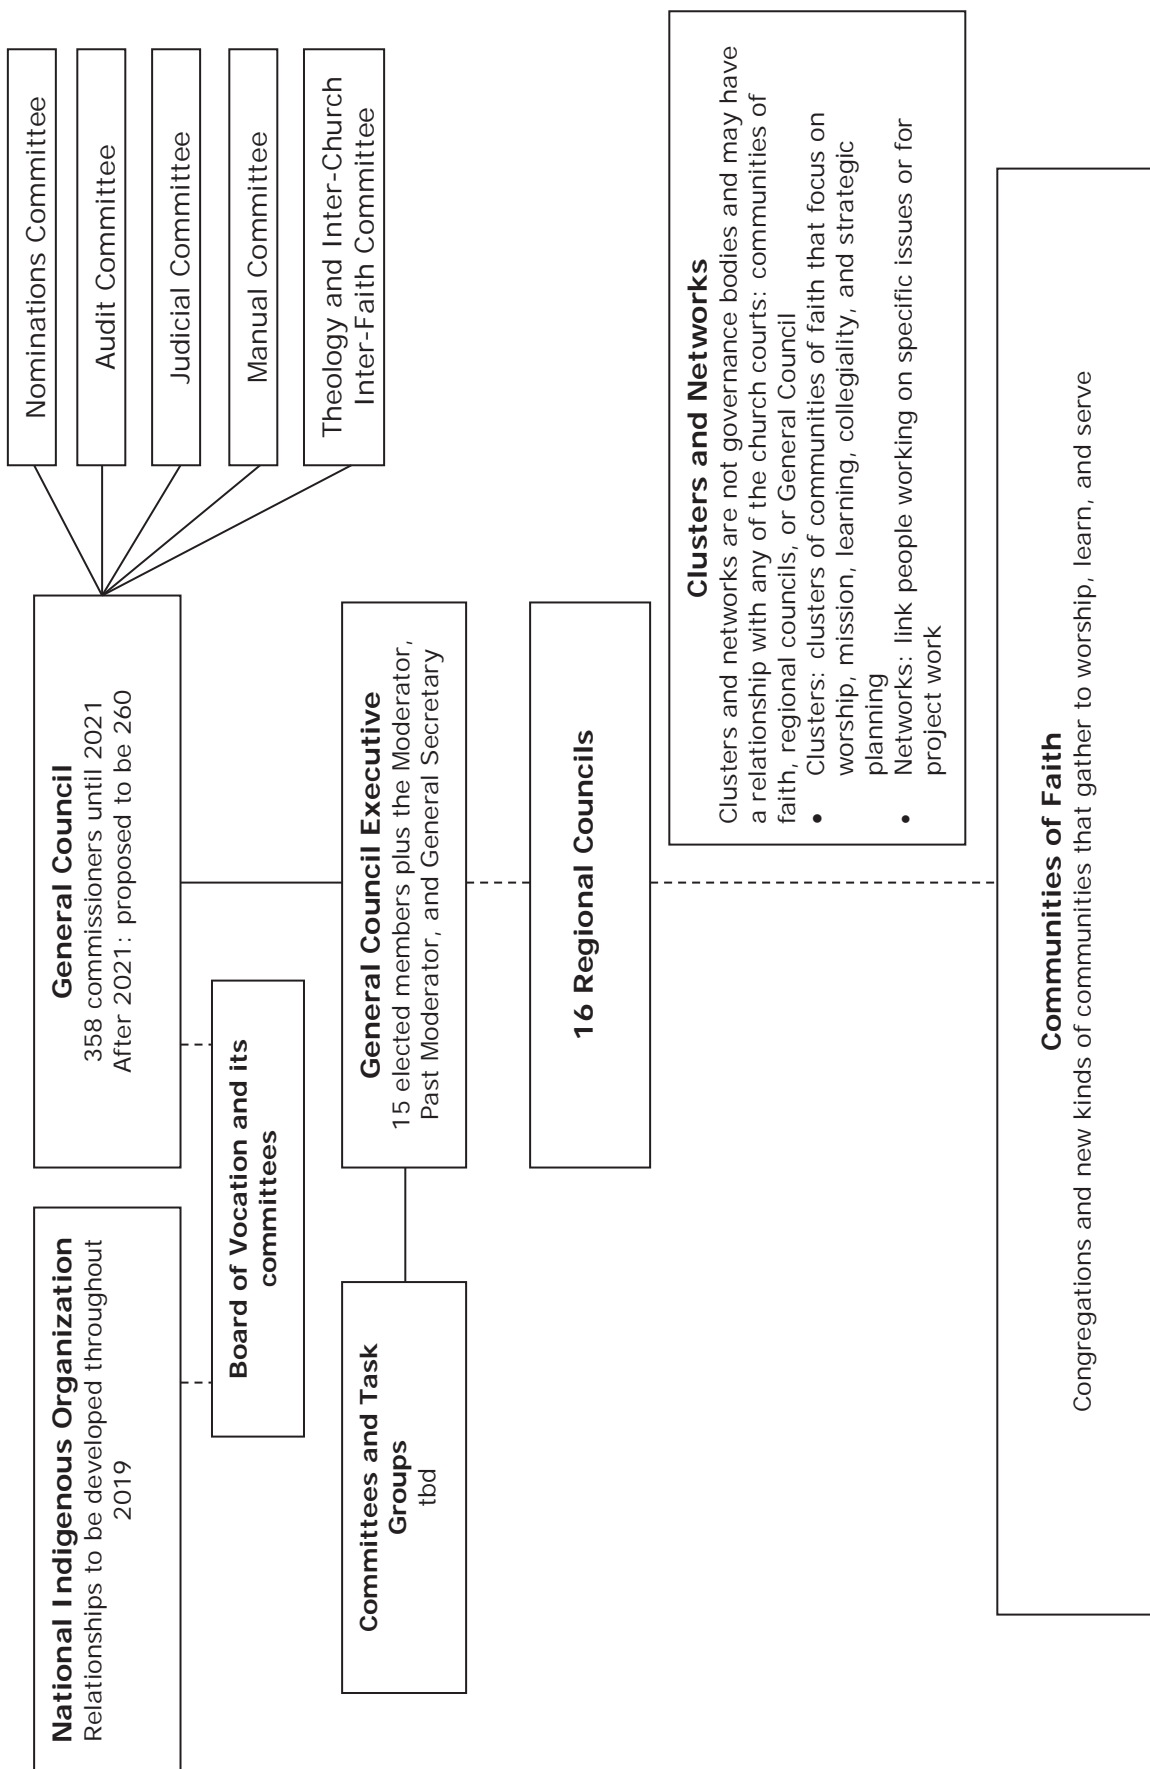 National Indigenous Organization
Relationships to be developed throughout
2019
General Council
358 commissioners until 2021
After 2021: proposed to be 260
Nominations Committee
Audit Committee
Judicial Committee
Manual Committee
Theology and Inter-Church
Inter-Faith Committee
Board of Vocation and its
committees
Committees and Task
Groups
tbd
General Council Executive
15 elected members plus the Moderator,
Past Moderator, and General Secretary
16 Regional Councils
Clusters and Networks
Clusters and networks are not governance bodies and may have
a relationship with any of the church courts: communities of
faith, regional councils, or General Council
• Clusters: clusters of communities of faith that focus on
worship, mission, learning, collegiality, and strategic
planning
• Networks: link people working on specific issues or for
project work
Communities of Faith
Congregations and new kinds of communities that gather to worship, learn, and serve